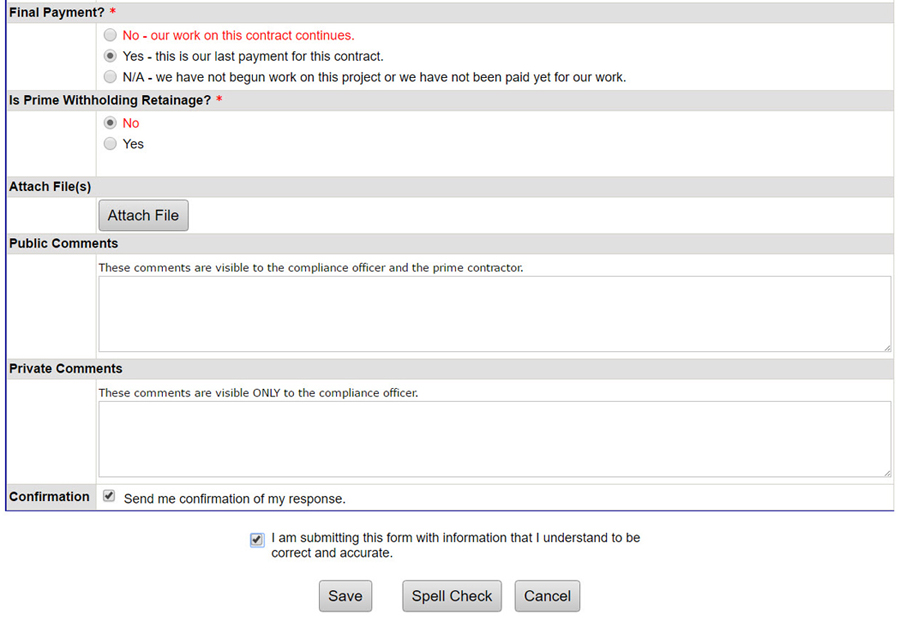 Final Payment? *
No - our work on this contract continues.
Yes - this is our last payment for this contract.
N/A - we have not begun work on this project or we have not been paid yet for our work.
Is Prime Withholding Retainage? *
No
Yes
Attach File(s)
Attach File
Public Comments
These comments are visible to the compliance officer and the prime contractor.
Private Comments
These comments are visible ONLY to the compliance officer.
Confirmation Send me confirmation of my response.
I am submitting this form with information that I understand to be
correct and accurate.
Save Spell Check Cancel